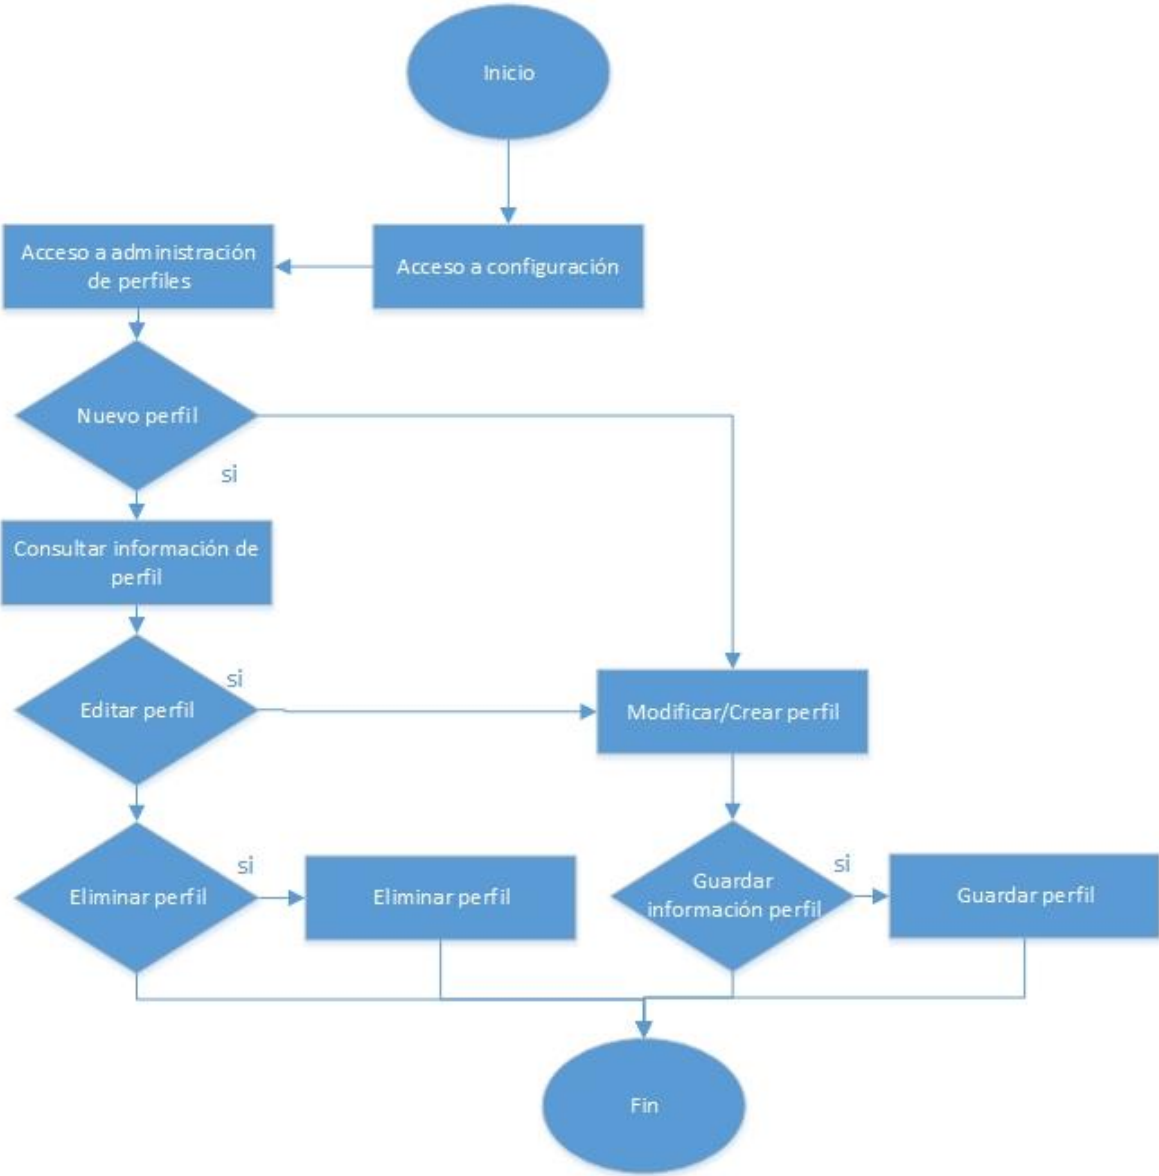 Inicio
Acceso a administración
de perfiles
Acceso a configuración
Nuevo perfil
si
Consultar información de
perfil
si
Editar perfil
Modificar/Crear perfil
si
Eliminar perfil
Eliminar perfil
si
Guardar
información perfil
Guardar perfil
Fin